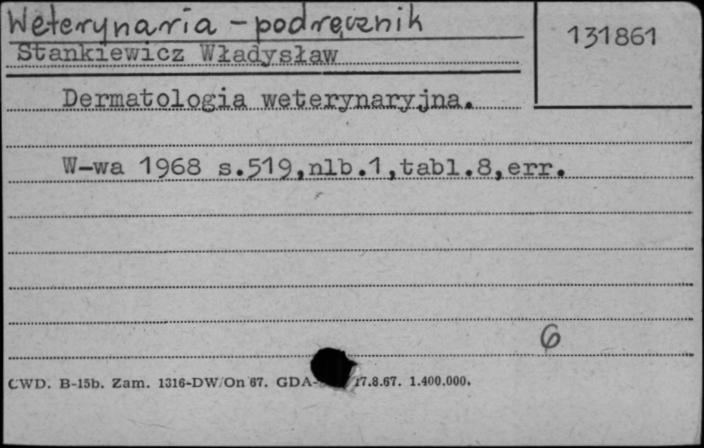 Weterynaria - podręcznik
131861
Stankiewicz Władysław
Dermatologia weterynaryjna.
W-wa 1968 s.519,nlb.1,tabl.8,err.
6
CWD. B-15b. Zam. 1316-DW/On 67. GDA- 17.8.67. 1.400.000.